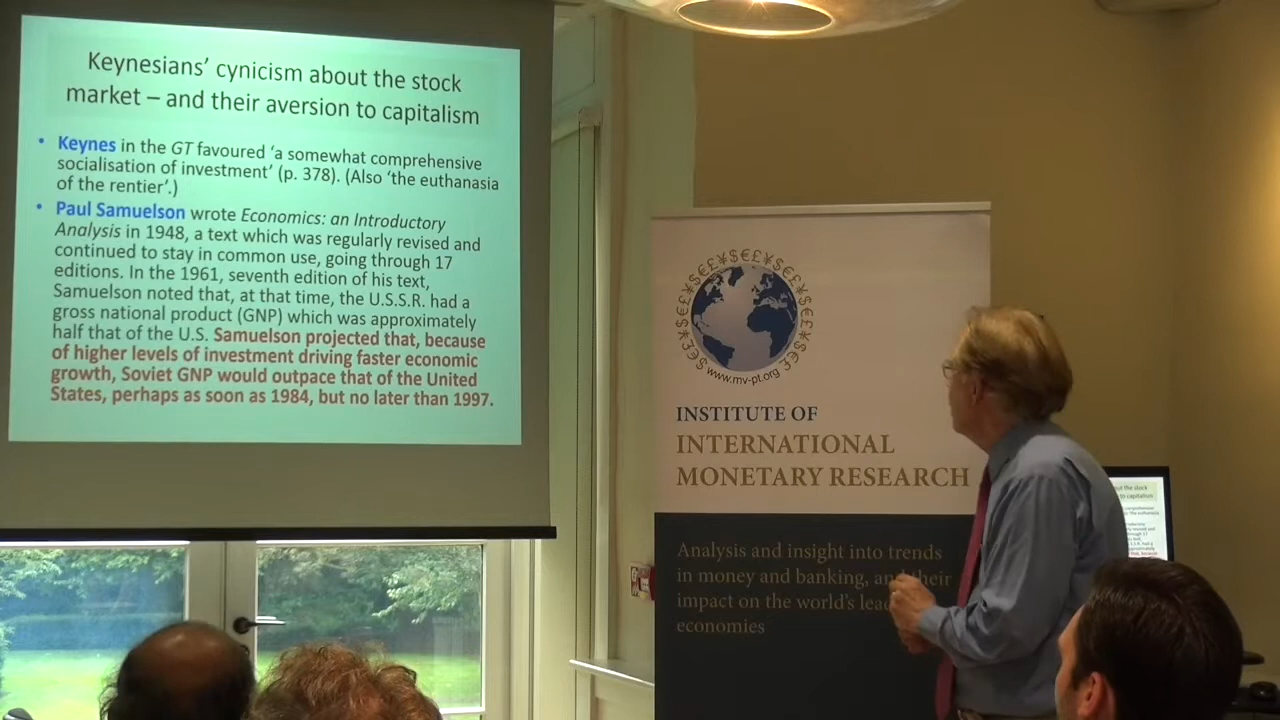 Keynesians' cynicism about the stock
market – and their aversion to capitalism
• Keynes in the GT favoured 'a somewhat comprehensive
socialisation of investment' (p. 378). (Also 'the euthanasia
of the rentier'.)
• Paul Samuelson wrote Economics: an Introductory
Analysis in 1948, a text which was regularly revised and
continued to stay in common use, going through 17
editions. In the 1961, seventh edition of his text,
Samuelson noted that, at that time, the U.S.S.R. had a
gross national product (GNP) which was approximately
half that of the U.S. Samuelson projected that, because
of higher levels of investment driving faster economic
growth, Soviet GNP would outpace that of the United
States, perhaps as soon as 1984, but no later than 1997.
$€£¥$€£¥$€£¥
www.mv-pt.org
INSTITUTE OF
INTERNATIONAL
MONETARY RESEARCH
Analysis and insight into trends
in money and banking, and their
impact on the world's lea
economies
out the stock
to capitalism